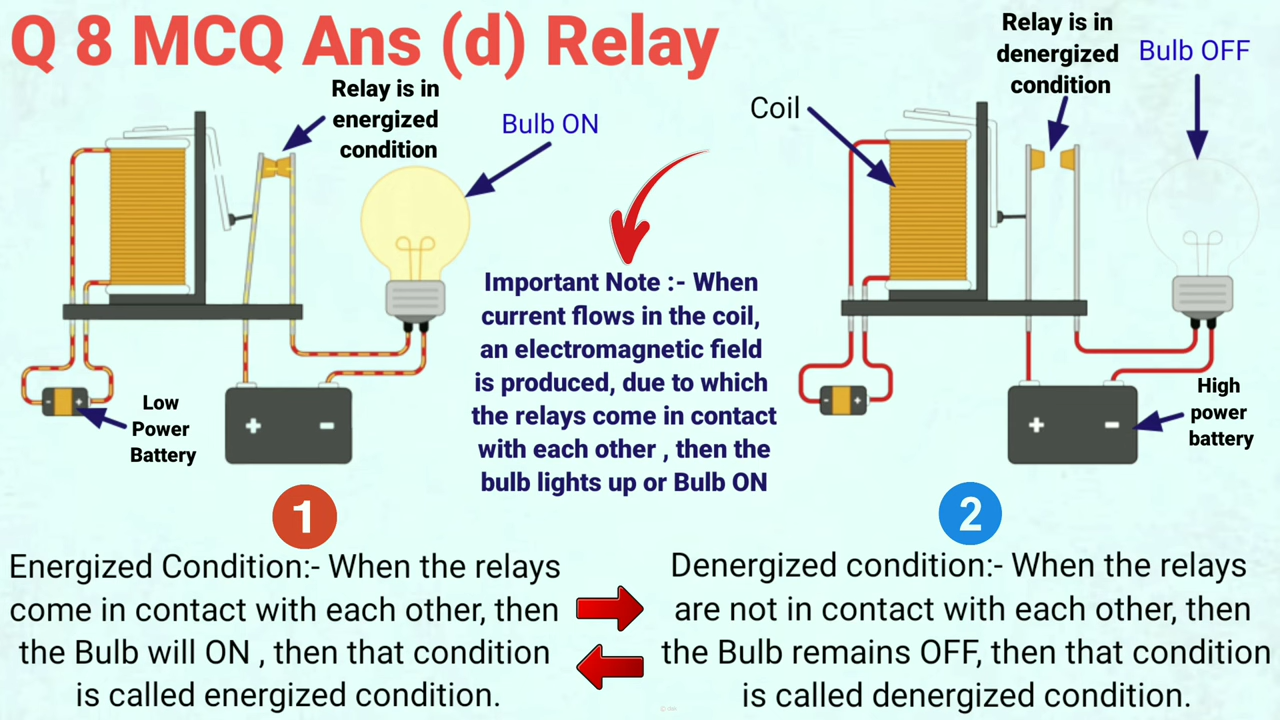 Q 8 MCQ Ans (d) Relay
Relay is in
energized
condition
Bulb ON
Coil
Relay is in
denergized
condition
Bulb OFF
Important Note :- When
current flows in the coil,
an electromagnetic field
is produced, due to which
the relays come in contact
with each other , then the
bulb lights up or Bulb ON
- +
Low
Power
Battery
+ -
- +
+ -
High
power
battery
1
Energized Condition:- When the relays
come in contact with each other, then
the Bulb will ON , then that condition
is called energized condition.
2
Denergized condition:- When the relays
are not in contact with each other, then
the Bulb remains OFF, then that condition
is called denergized condition.